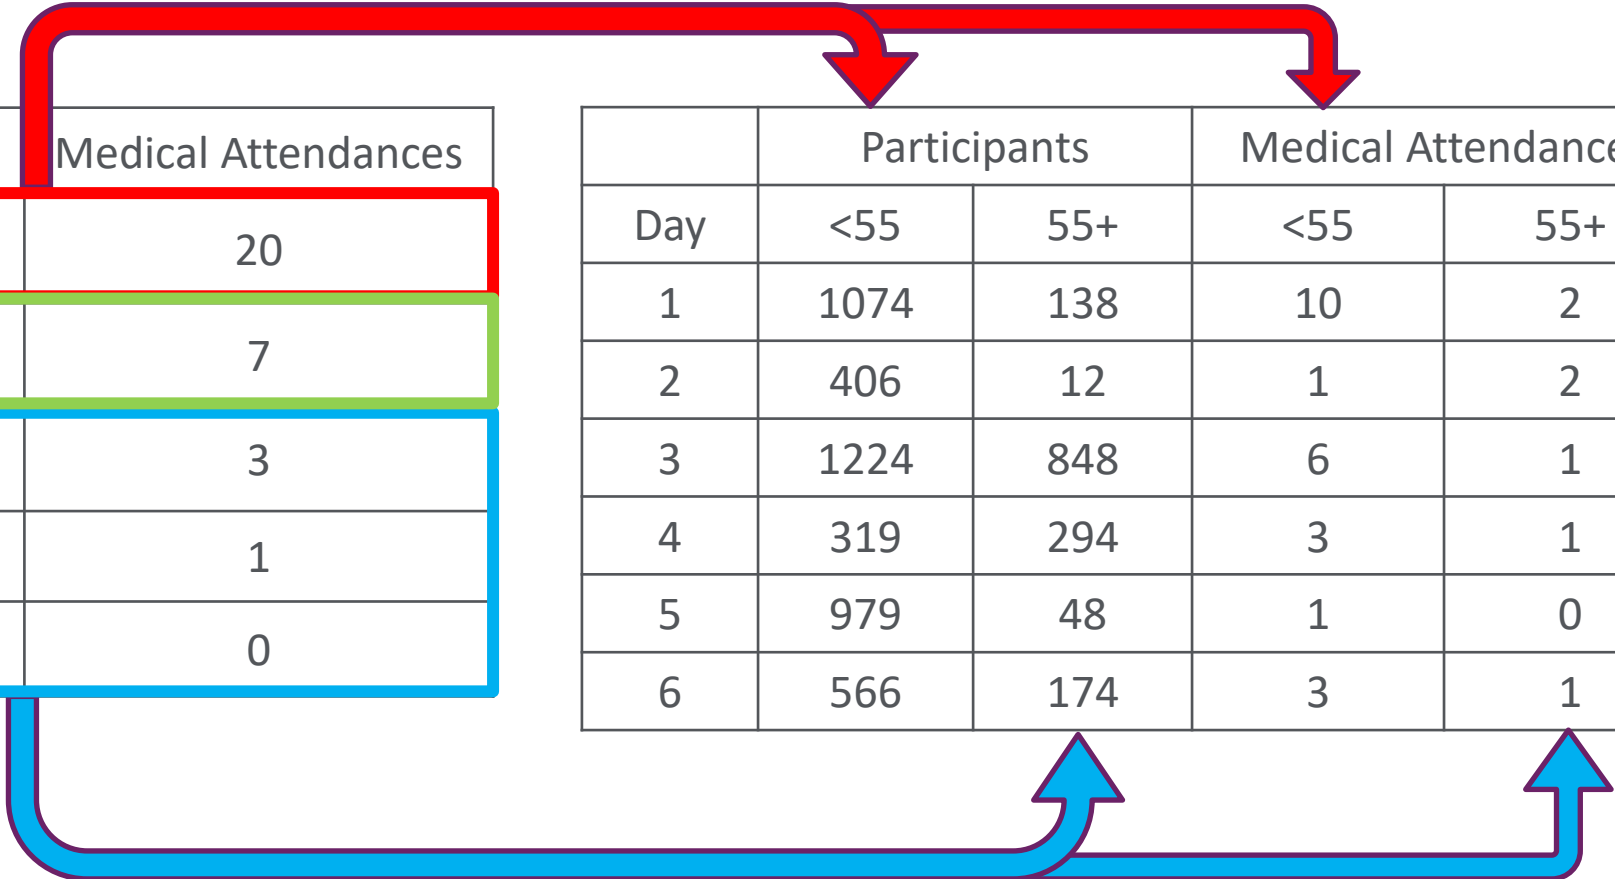 Medical Attendances
20
7
3
1
0
Participants Medical Attendance
Day <55 55+ <55 55+
1 1074 138 10 2
2 406 12 1 2
3 1224 848 6 1
4 319 294 3 1
5 979 48 1 0
6 566 174 3 1